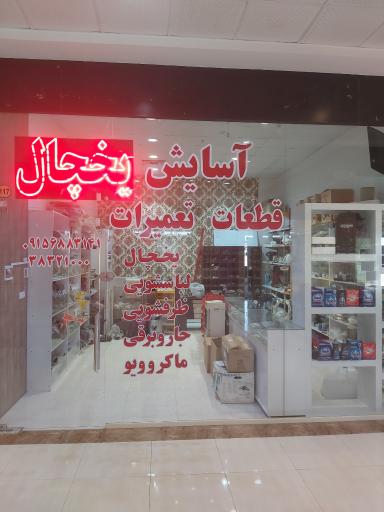 آسایش
یخچال
قطعات تعمیرات
یخچال
لباسشویی
ظرفشویی
جاروبرقی
ماکروویو
۰۹۱۵۶۸۸۳۱۴۱
۳۸۳۲۱۰۰۰